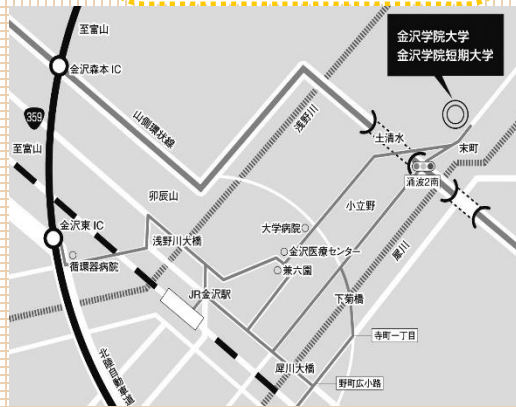 至富山
金沢学院大学
金沢学院短期大学
金沢森本 IC
山側環状線
浅野川
359
至富山
土清水
末町
涌波2南
卯辰山
小立野
大学病院
金沢東 IC
浅野川大橋
金沢医療センター
循環器病院
兼六園
犀川
JR金沢駅
下菊橋
寺町一丁目
北陸自動車道
犀川大橋
野町広小路